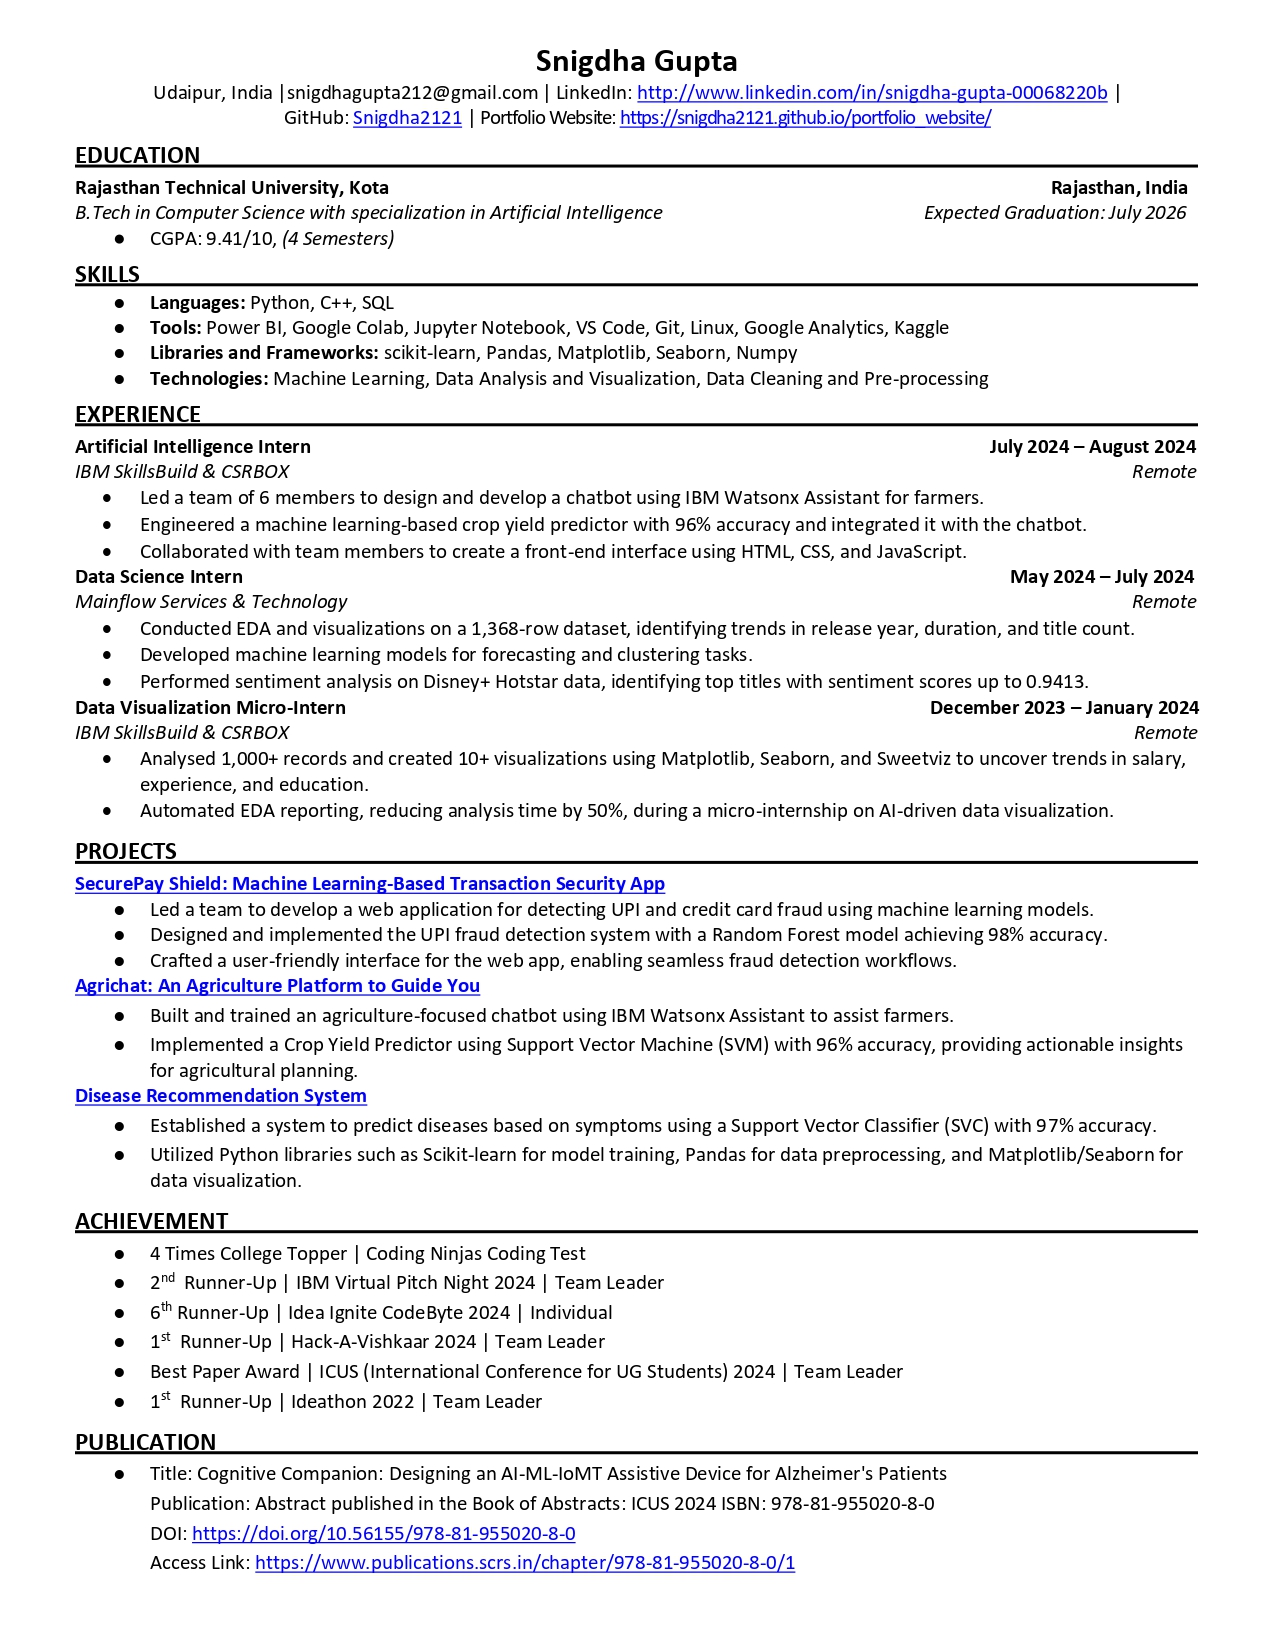 Snigdha Gupta
Udaipur, India |snigdhagupta212@gmail.com | LinkedIn: http://www.linkedin.com/in/snigdha-gupta-00068220b |
GitHub: Snigdha2121 | Portfolio Website: https://snigdha2121.github.io/portfolio_website/
EDUCATION
Rajasthan Technical University, Kota Rajasthan, India
B.Tech in Computer Science with specialization in Artificial Intelligence Expected Graduation: July 2026
● CGPA: 9.41/10, (4 Semesters)
SKILLS
● Languages: Python, C++, SQL
● Tools: Power BI, Google Colab, Jupyter Notebook, VS Code, Git, Linux, Google Analytics, Kaggle
● Libraries and Frameworks: scikit-learn, Pandas, Matplotlib, Seaborn, Numpy
● Technologies: Machine Learning, Data Analysis and Visualization, Data Cleaning and Pre-processing
EXPERIENCE
Artificial Intelligence Intern July 2024 – August 2024
IBM SkillsBuild & CSRBOX Remote
● Led a team of 6 members to design and develop a chatbot using IBM Watsonx Assistant for farmers.
● Engineered a machine learning-based crop yield predictor with 96% accuracy and integrated it with the chatbot.
● Collaborated with team members to create a front-end interface using HTML, CSS, and JavaScript.
Data Science Intern May 2024 – July 2024
Mainflow Services & Technology Remote
● Conducted EDA and visualizations on a 1,368-row dataset, identifying trends in release year, duration, and title count.
● Developed machine learning models for forecasting and clustering tasks.
● Performed sentiment analysis on Disney+ Hotstar data, identifying top titles with sentiment scores up to 0.9413.
Data Visualization Micro-Intern December 2023 – January 2024
IBM SkillsBuild & CSRBOX Remote
● Analysed 1,000+ records and created 10+ visualizations using Matplotlib, Seaborn, and Sweetviz to uncover trends in salary,
experience, and education.
● Automated EDA reporting, reducing analysis time by 50%, during a micro-internship on AI-driven data visualization.
PROJECTS
SecurePay Shield: Machine Learning-Based Transaction Security App
● Led a team to develop a web application for detecting UPI and credit card fraud using machine learning models.
● Designed and implemented the UPI fraud detection system with a Random Forest model achieving 98% accuracy.
● Crafted a user-friendly interface for the web app, enabling seamless fraud detection workflows.
Agrichat: An Agriculture Platform to Guide You
● Built and trained an agriculture-focused chatbot using IBM Watsonx Assistant to assist farmers.
● Implemented a Crop Yield Predictor using Support Vector Machine (SVM) with 96% accuracy, providing actionable insights
for agricultural planning.
Disease Recommendation System
● Established a system to predict diseases based on symptoms using a Support Vector Classifier (SVC) with 97% accuracy.
● Utilized Python libraries such as Scikit-learn for model training, Pandas for data preprocessing, and Matplotlib/Seaborn for
data visualization.
ACHIEVEMENT
● 4 Times College Topper | Coding Ninjas Coding Test
● 2nd Runner-Up | IBM Virtual Pitch Night 2024 | Team Leader
● 6th Runner-Up | Idea Ignite CodeByte 2024 | Individual
● 1st Runner-Up | Hack-A-Vishkaar 2024 | Team Leader
● Best Paper Award | ICUS (International Conference for UG Students) 2024 | Team Leader
● 1st Runner-Up | Ideathon 2022 | Team Leader
PUBLICATION
● Title: Cognitive Companion: Designing an AI-ML-IoMT Assistive Device for Alzheimer's Patients
Publication: Abstract published in the Book of Abstracts: ICUS 2024 ISBN: 978-81-955020-8-0
DOI: https://doi.org/10.56155/978-81-955020-8-0
Access Link: https://www.publications.scrs.in/chapter/978-81-955020-8-0/1